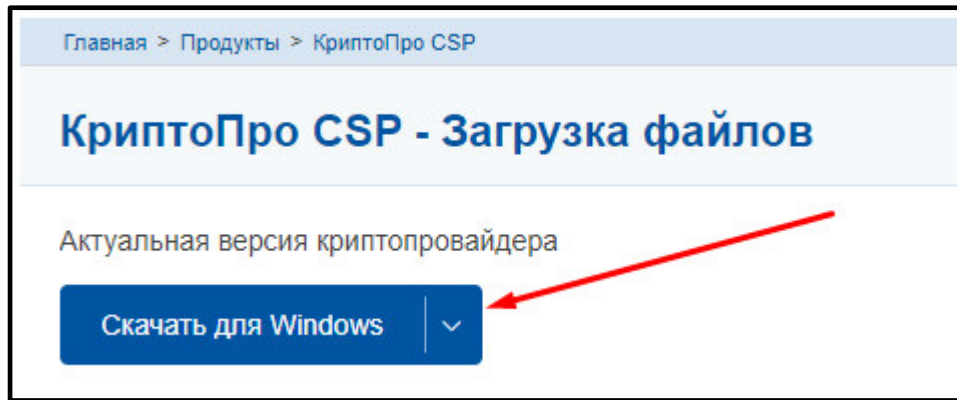 Главная > Продукты > КриптоПро CSP
КриптоПро CSP - Загрузка файлов
Актуальная версия криптопровайдера
Скачать для Windows